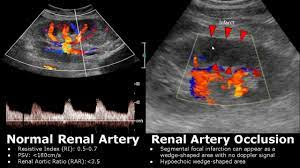 Infarct
Normal Renal Artery
• Resistive Index (RI): 0.5-0.7
• PSV: <180cm/s
• Renal Aortic Ratio (RAR): <3.5
Renal Artery Occlusion
• Segmental focal infarction can appear as
a wedge-shaped area with no doppler signal
• Hypoechoic wedge-shaped area